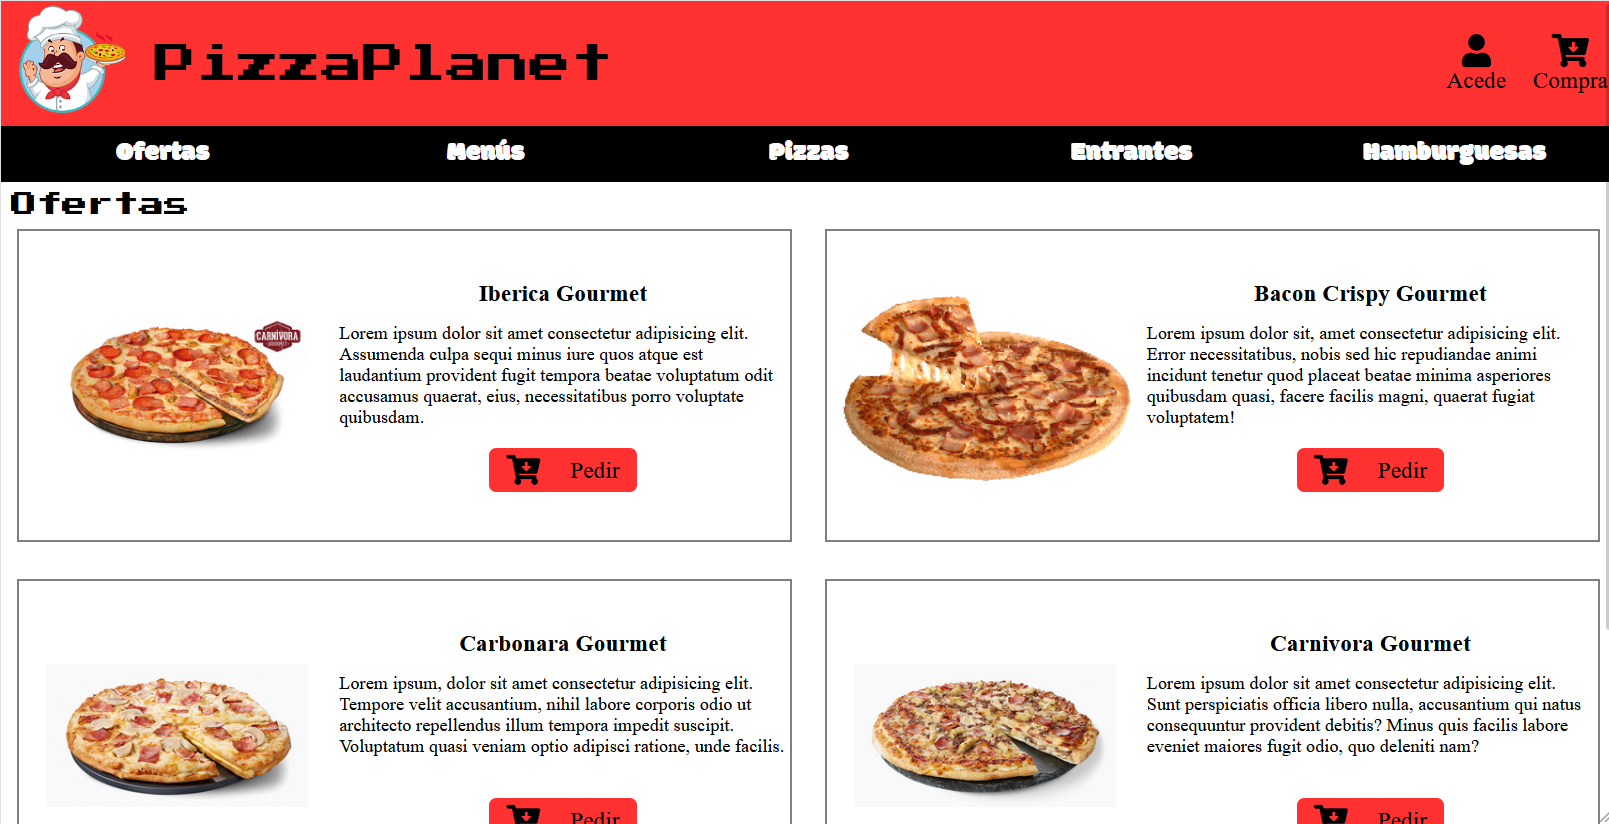 PizzaPlanet
Acede
Compra
Ofertas
Menús
Pizzas
Entrantes
Hamburguesas
Ofertas
CARNÍVORA
GOURMET
Iberica Gourmet
Lorem ipsum dolor sit amet consectetur adipisicing elit.
Assumenda culpa sequi minus iure quos atque est
laudantium provident fugit tempora beatae voluptatum odit
accusamus quaerat, eius, necessitatibus porro voluptate
quibusdam.
Pedir
Bacon Crispy Gourmet
Lorem ipsum dolor sit, amet consectetur adipisicing elit.
Error necessitatibus, nobis sed hic repudiandae animi
incidunt tenetur quod placeat beatae minima asperiores
quibusdam quasi, facere facilis magni, quaerat fugiat
voluptatem!
Pedir
Carbonara Gourmet
Lorem ipsum, dolor sit amet consectetur adipisicing elit.
Tempore velit accusantium, nihil labore corporis odio ut
architecto repellendus illum tempora impedit suscipit.
Voluptatum quasi veniam optio adipisci ratione, unde facilis.
Pedir
Carnivora Gourmet
Lorem ipsum dolor sit amet consectetur adipisicing elit.
Sunt perspiciatis officia libero nulla, accusantium qui natus
consequuntur provident debitis? Minus quis facilis labore
eveniet maiores fugit odio, quo deleniti nam?
Pedir